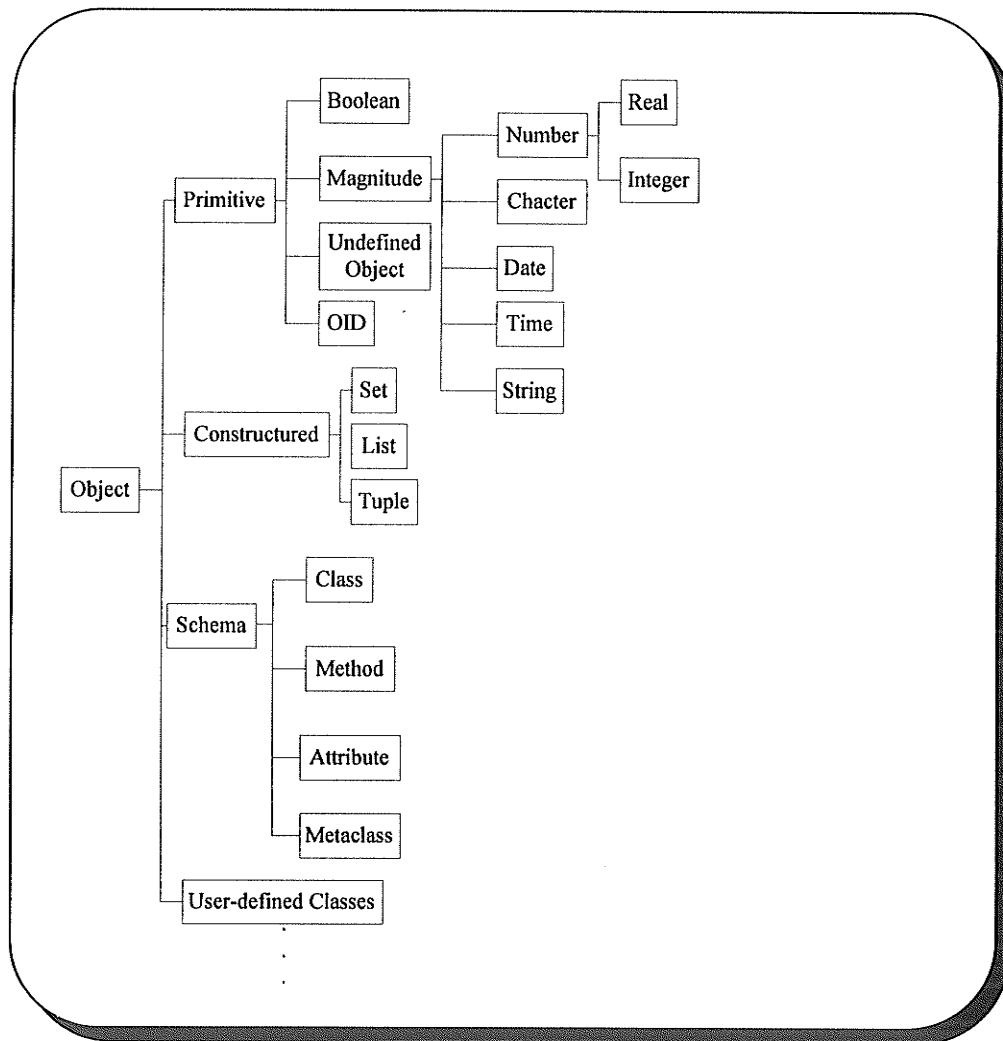 Boolean
Real
Number
Magnitude
Integer
Primitive
Chacter
Undefined
Object
Date
OID
Time
Set
String
Constructured
List
Object
Tuple
Class
Schema
Method
Attribute
Metaclass
User-defined Classes